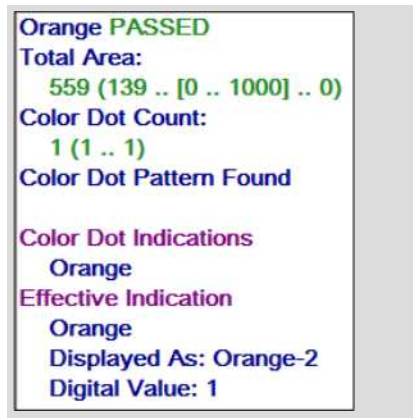 Orange PASSED
Total Area:
559 (139 .. [0 .. 1000] .. 0)
Color Dot Count:
1 (1 .. 1)
Color Dot Pattern Found
Color Dot Indications
Orange
Effective Indication
Orange
Displayed As: Orange-2
Digital Value: 1